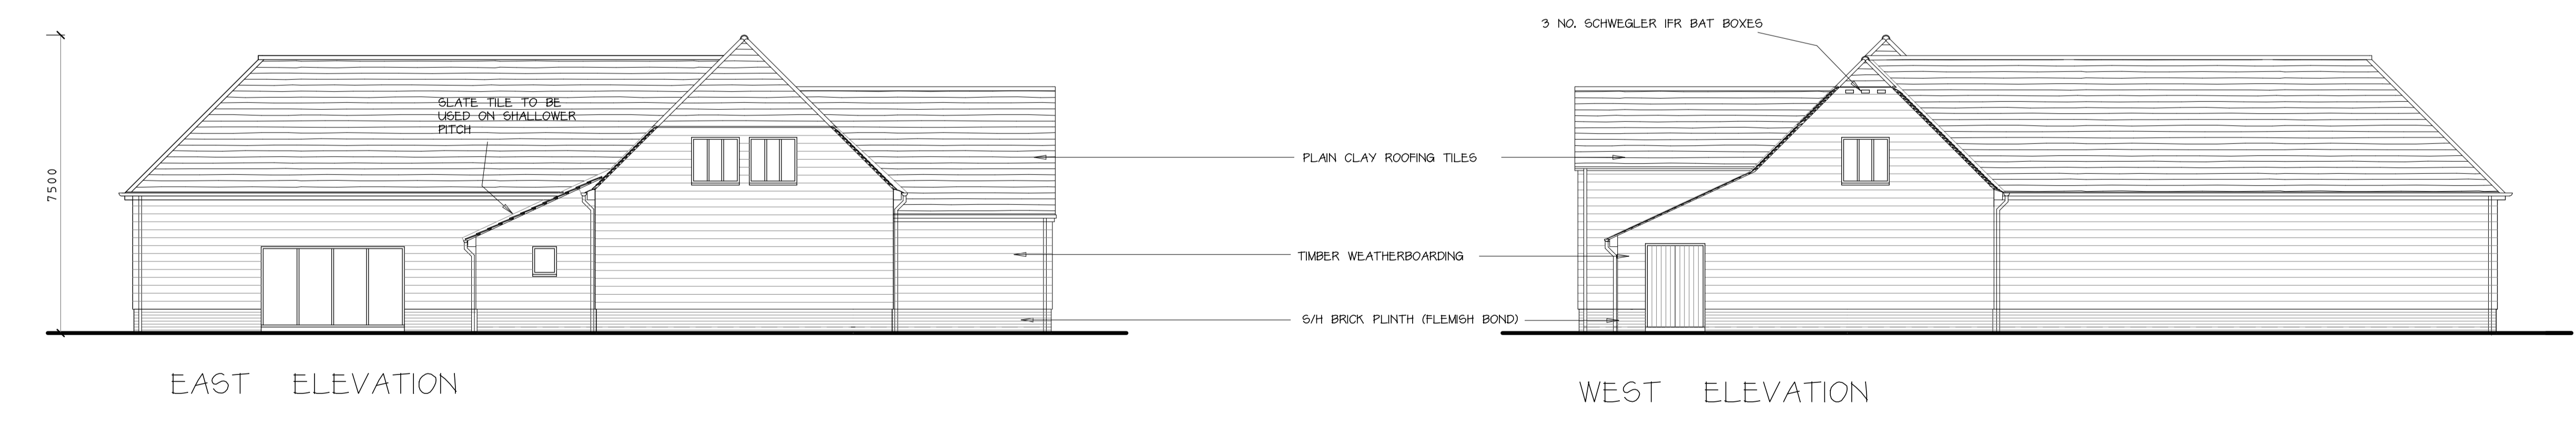 3 NO. SCHWEGLER IFR BAT BOXES
SLATE TILE TO BE
USED ON SHALLOWER
PITCH
7500
PLAIN CLAY ROOFING TILES
TIMBER WEATHERBOARDING
S/H BRICK PLINTH (FLEMISH BOND)
EAST ELEVATION
WEST ELEVATION